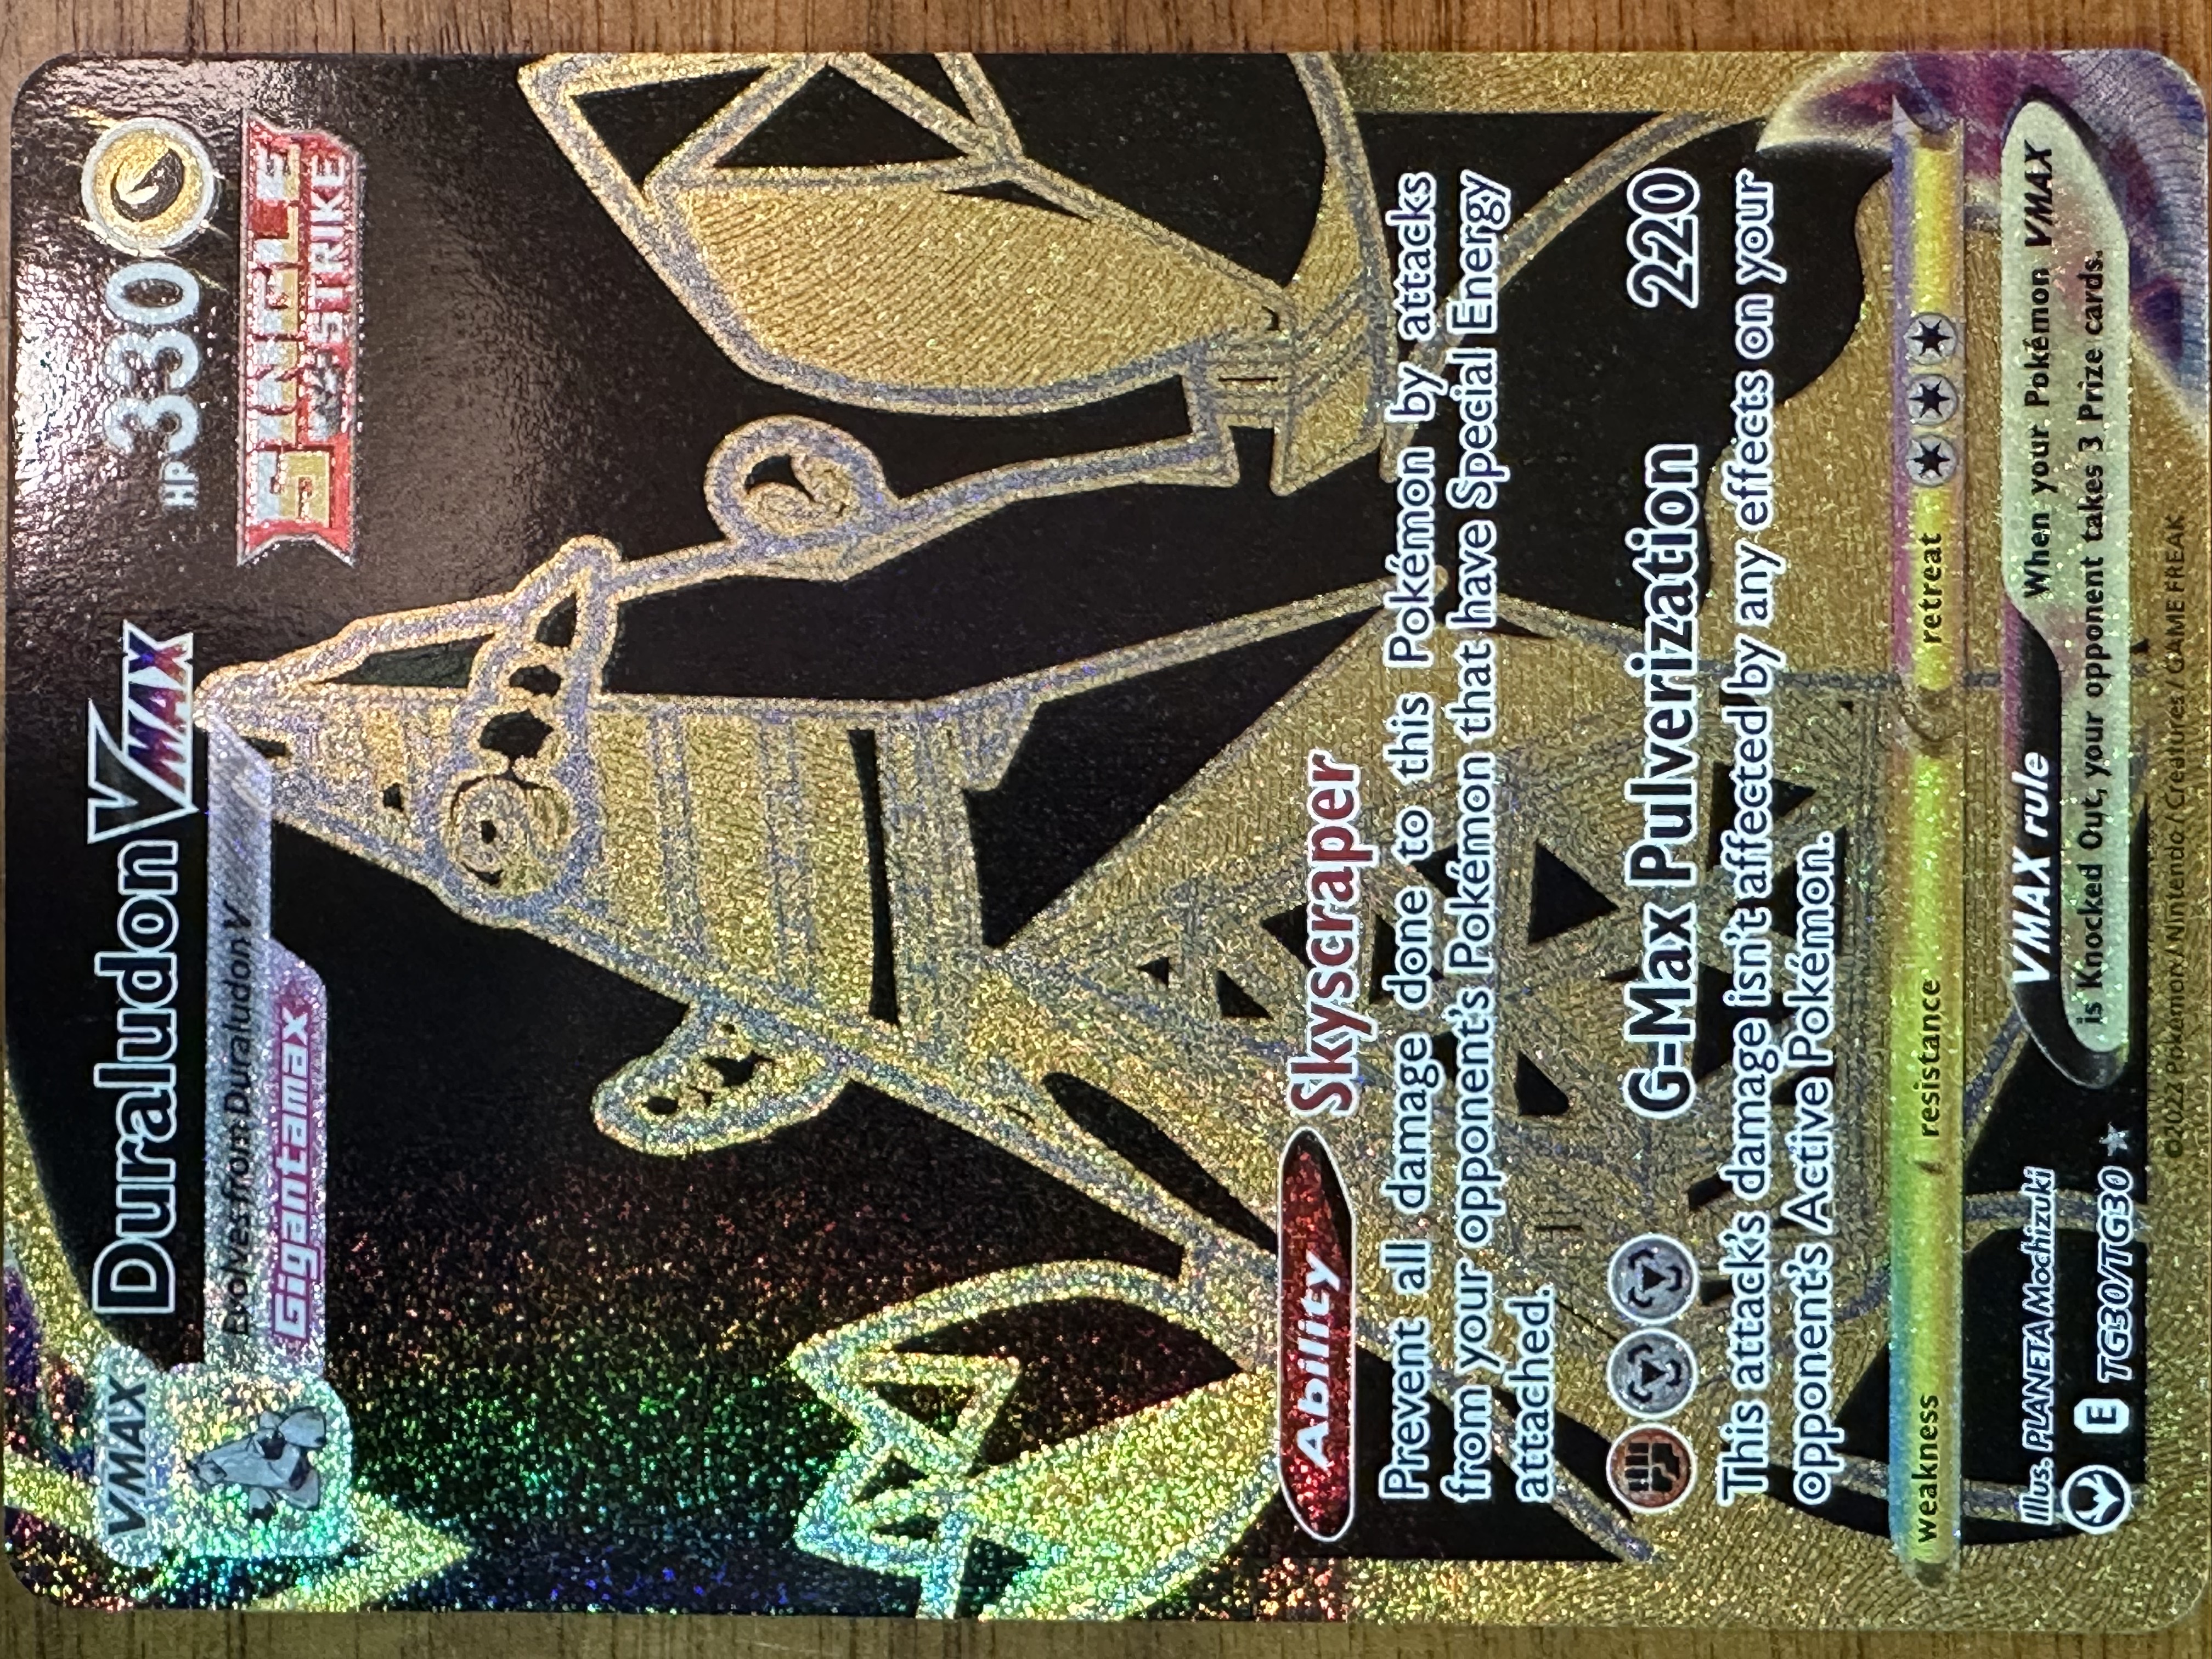 VMAX
Duraludon VMAX
HP 330
Evolves from Duraludon V
Gigantamax
SINGLE
STRIKE
Ability Skyscraper
Prevent all damage done to this Pokémon by attacks
from your opponent's Pokémon that have Special Energy
attached.
G-Max Pulverization 220
This attack's damage isn't affected by any effects on your
opponent's Active Pokémon.
weakness resistance retreat
Illus. PLANETA Mochizuki
VMAX rule When your Pokémon VMAX
is Knocked Out, your opponent takes 3 Prize cards.
E TG30/TG30
©2022 Pokémon / Nintendo / Creatures / GAME FREAK